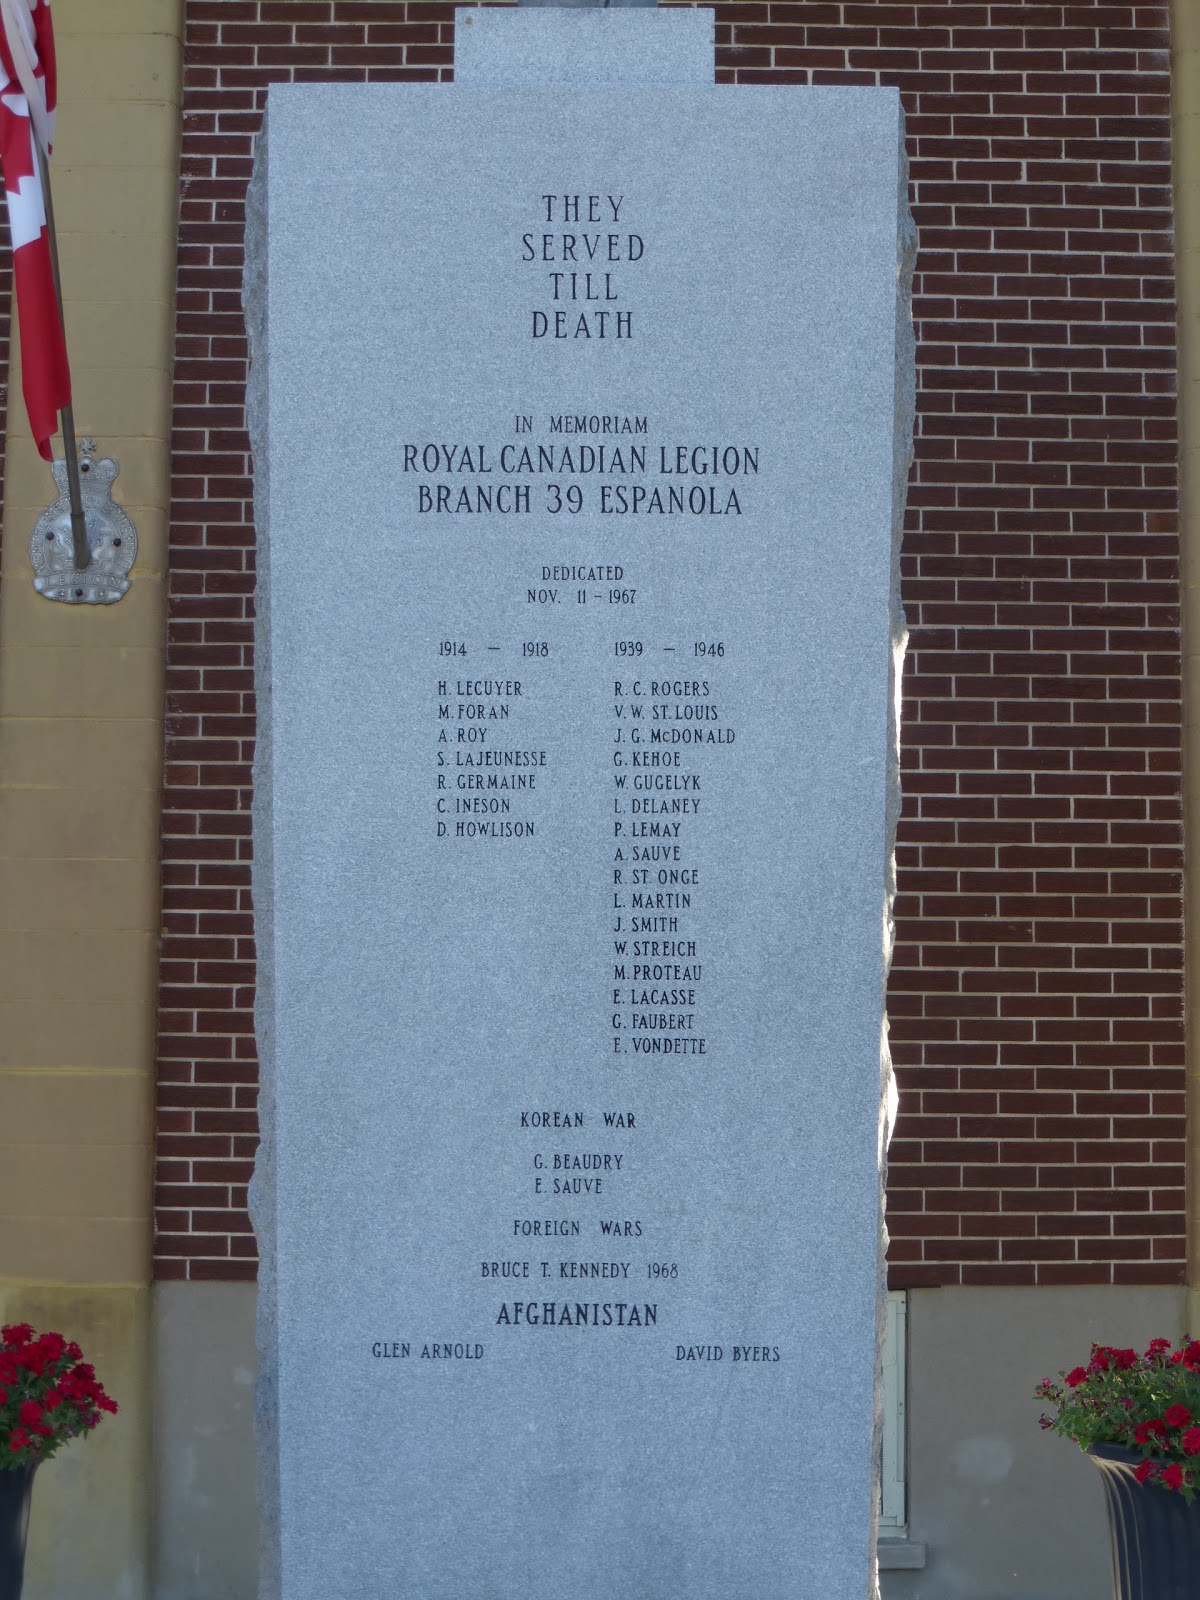 THEY
SERVED
TILL
DEATH
IN MEMORIAM
ROYAL CANADIAN LEGION
BRANCH 39 ESPANOLA
DEDICATED
NOV. 11 – 1967
1914 – 1918
H. LECUYER
M. FORAN
A. ROY
S. LAJEUNESSE
R. GERMAINE
C. INESON
D. HOWLISON
1939 – 1946
R. C. ROGERS
V. W. ST. LOUIS
J. G. McDONALD
G. KEHOE
W. GUGELYK
L. DELANEY
P. LEMAY
A. SAUVE
R. ST. ONGE
L. MARTIN
J. SMITH
W. STREICH
M. PROTEAU
E. LACASSE
G. FAUBERT
E. VONDETTE
KOREAN WAR
G. BEAUDRY
E. SAUVE
FOREIGN WARS
BRUCE T. KENNEDY 1968
AFGHANISTAN
GLEN ARNOLD DAVID BYERS
LEGION